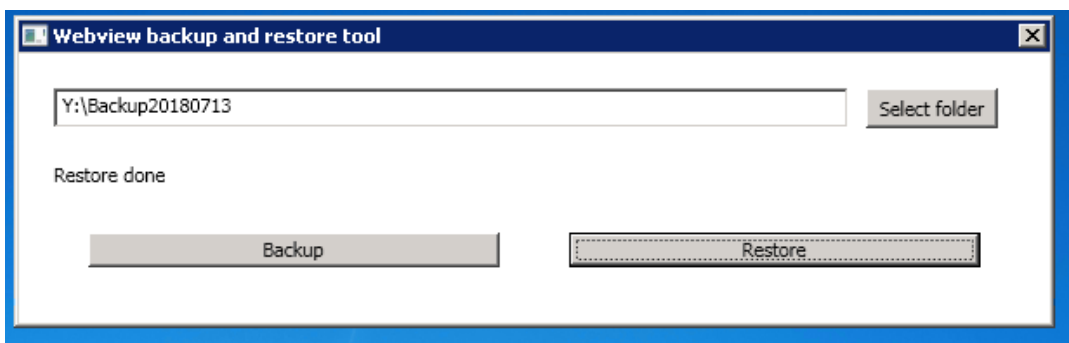 Webview backup and restore tool
Y:\Backup20180713
Select folder
Restore done
Backup
Restore